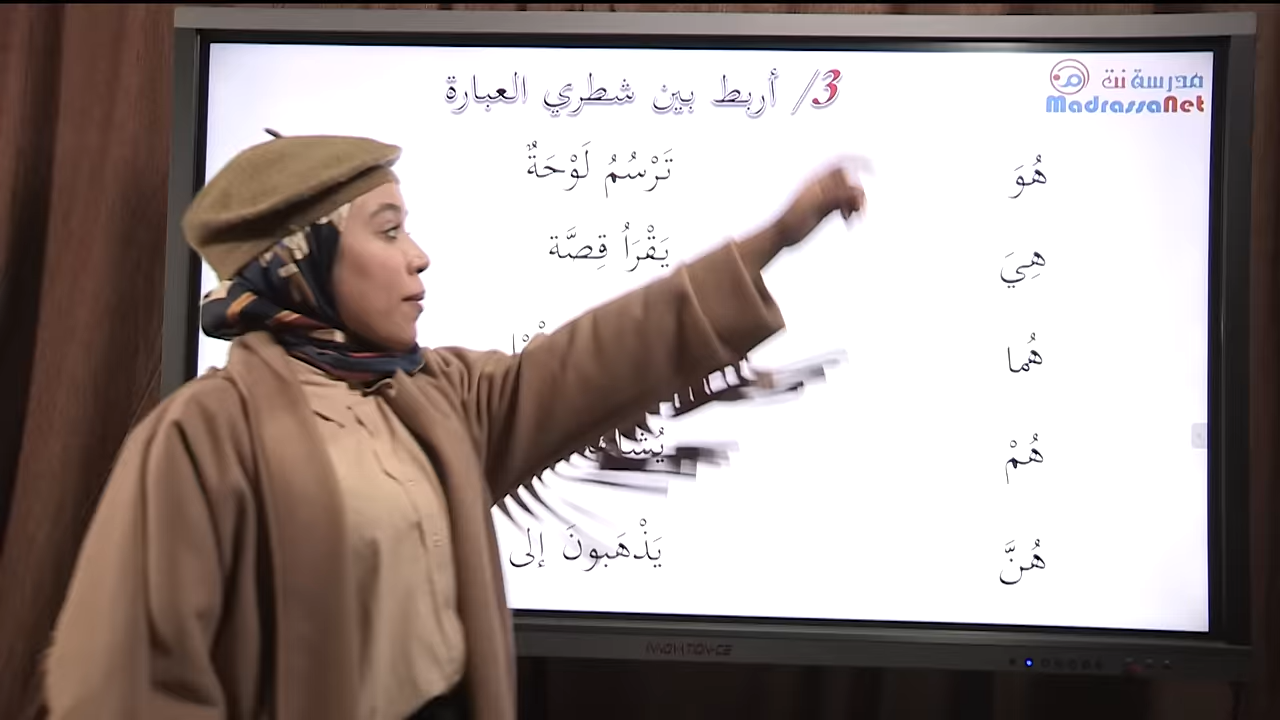 مدرسة نت
MadrassaNet
3/ أربط بين شطري العبارة
هُوَ
تَرْسُمُ لَوْحَةٌ
هِيَ
يَقْرَاُ قِصَّة
هُما
هُمْ
هُنَّ
يَذْهَبونَ إلى